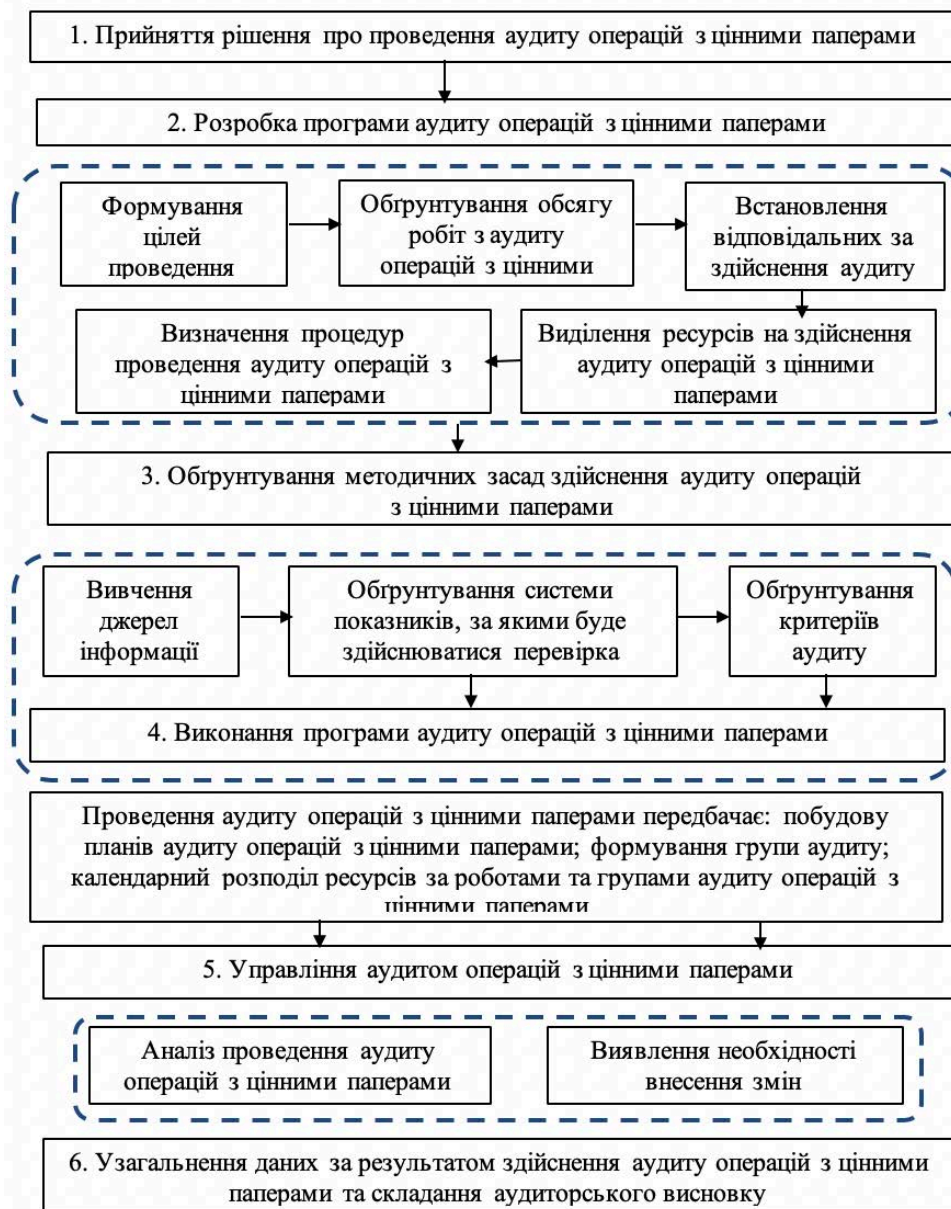 1. Прийняття рішення про проведення аудиту операцій з цінними паперами
2. Розробка програми аудиту операцій з цінними паперами
Формування
цілей
проведення
Обґрунтування обсягу
робіт з аудиту
операцій з цінними
Встановлення
відповідальних за
здійснення аудиту
Визначення процедур
проведення аудиту операцій з
цінними паперами
Виділення ресурсів на здійснення
аудиту операцій з цінними
паперами
3. Обґрунтування методичних засад здійснення аудиту операцій
з цінними паперами
Вивчення
джерел
інформації
Обґрунтування системи
показників, за якими буде
здійснюватися перевірка
Обґрунтування
критеріїв
аудиту
4. Виконання програми аудиту операцій з цінними паперами
Проведення аудиту операцій з цінними паперами передбачає: побудову
планів аудиту операцій з цінними паперами; формування групи аудиту;
календарний розподіл ресурсів за роботами та групами аудиту операцій з
цінними паперами
5. Управління аудитом операцій з цінними паперами
Аналіз проведення аудиту
операцій з цінними паперами
Виявлення необхідності
внесення змін
6. Узагальнення даних за результатом здійснення аудиту операцій з цінними
паперами та складання аудиторського висновку